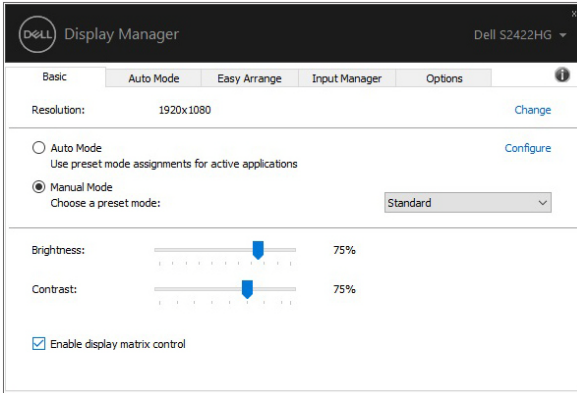 x
DELL Display Manager
Dell S2422HG
Basic Auto Mode Easy Arrange Input Manager Options i
Resolution: 1920x1080 Change
Auto Mode Configure
Use preset mode assignments for active applications
Manual Mode
Choose a preset mode: Standard
Brightness: 75%
Contrast: 75%
Enable display matrix control